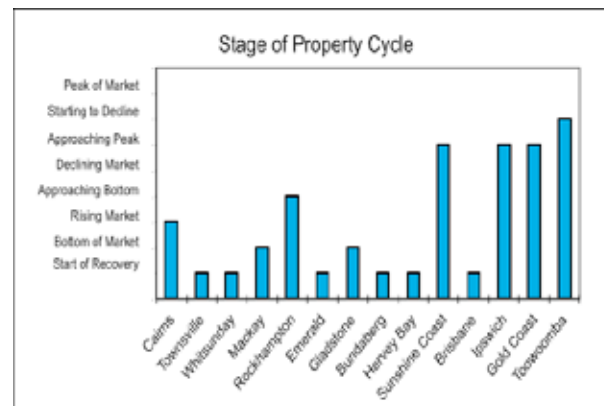 Stage of Property Cycle
Peak of Market
Starting to Decline
Approaching Peak
Declining Market
Approaching Bottom
Rising Market
Bottom of Market
Start of Recovery
Cairns
Townsville
Whitsunday
Mackay
Rockhampton
Emerald
Gladstone
Bundaberg
Hervey Bay
Sunshine Coast
Brisbane
Ipswich
Gold Coast
Toowoomba